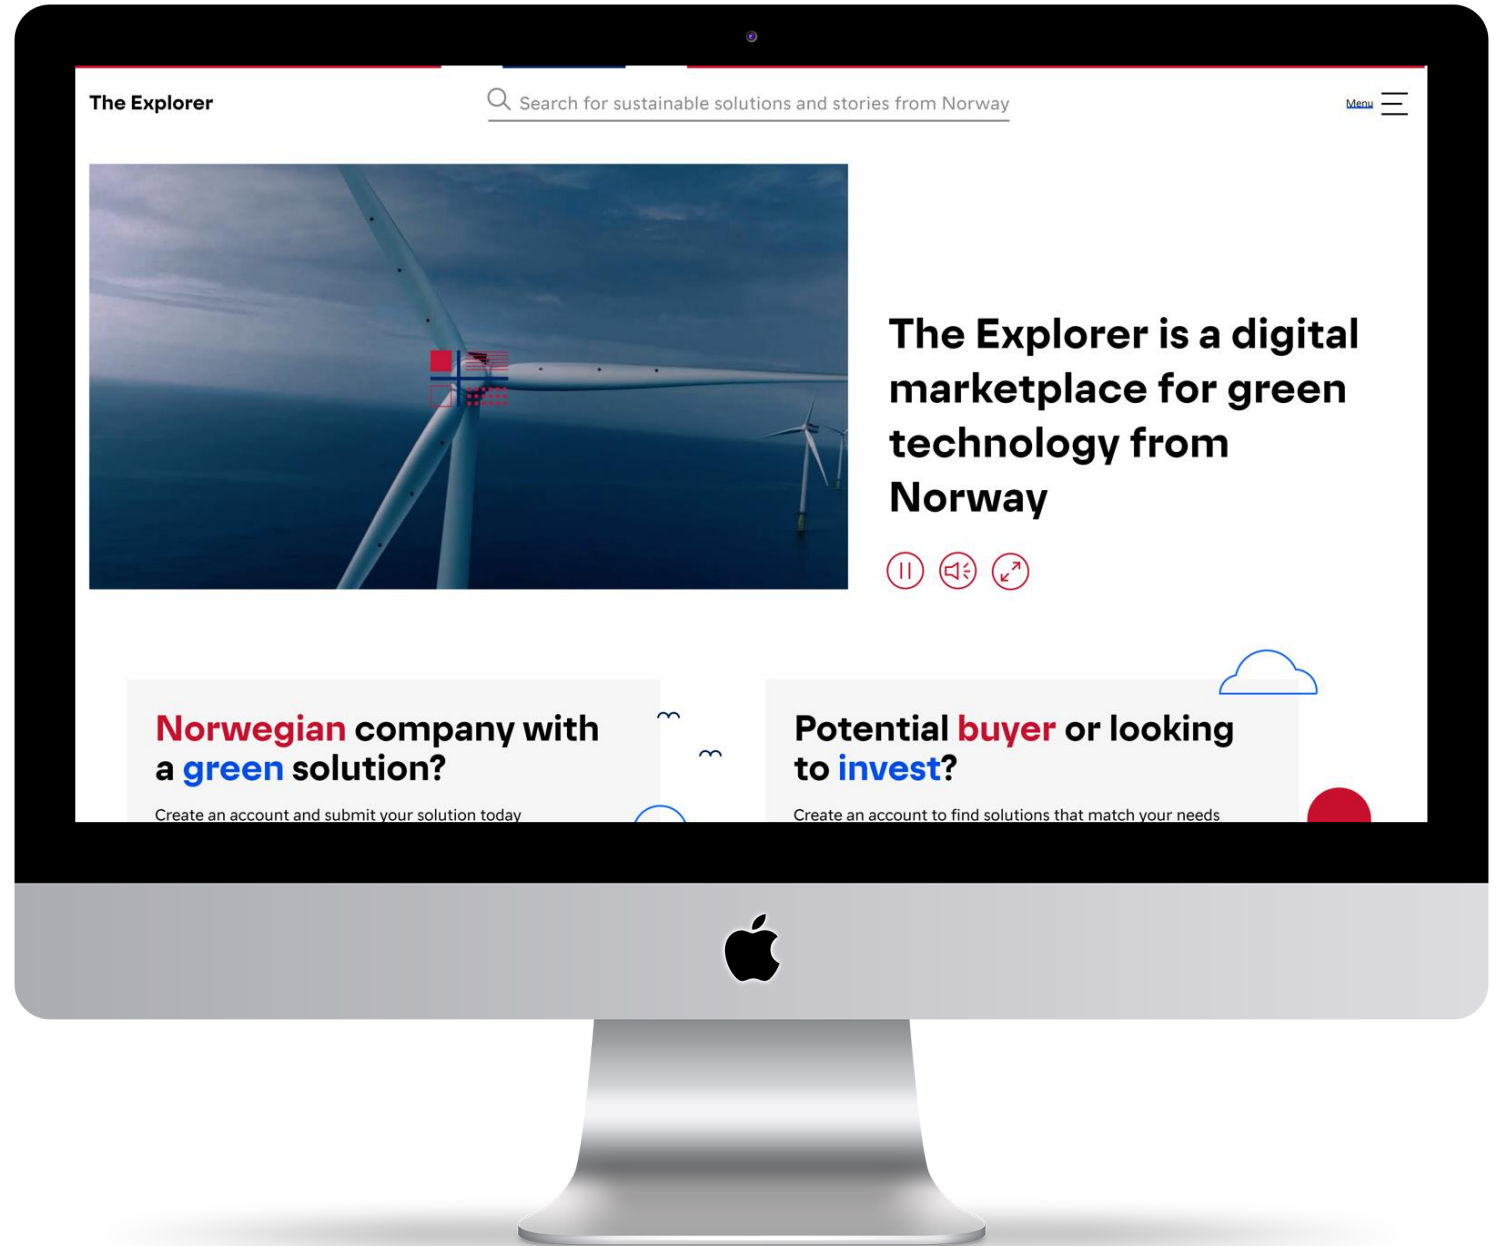 The Explorer
Search for sustainable solutions and stories from Norway
Menu
The Explorer is a digital
marketplace for green
technology from
Norway
Norwegian company with
a green solution?
Create an account and submit your solution today
Potential buyer or looking
to invest?
Create an account to find solutions that match your needs